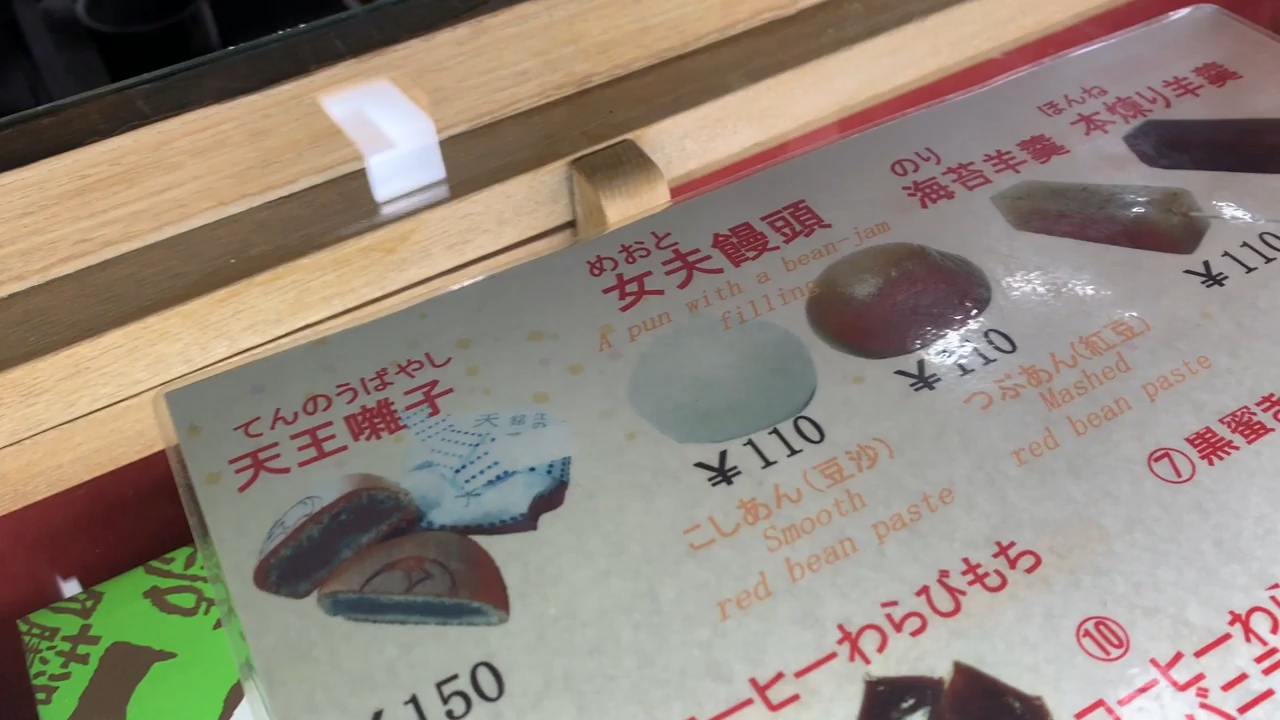 てんのうばやし
天王囃子
¥150
めおと
女夫饅頭
A pun with a bean-jam
filling
¥110
こしあん(豆沙)
Smooth
red bean paste
¥110
つぶあん(紅豆)
Mashed
red bean paste
のり
海苔羊羹
ほんね
本煉り羊羹
¥110
⑦黒蜜
ーヒーわらびもち
⑩
コーヒーわら
バニラ